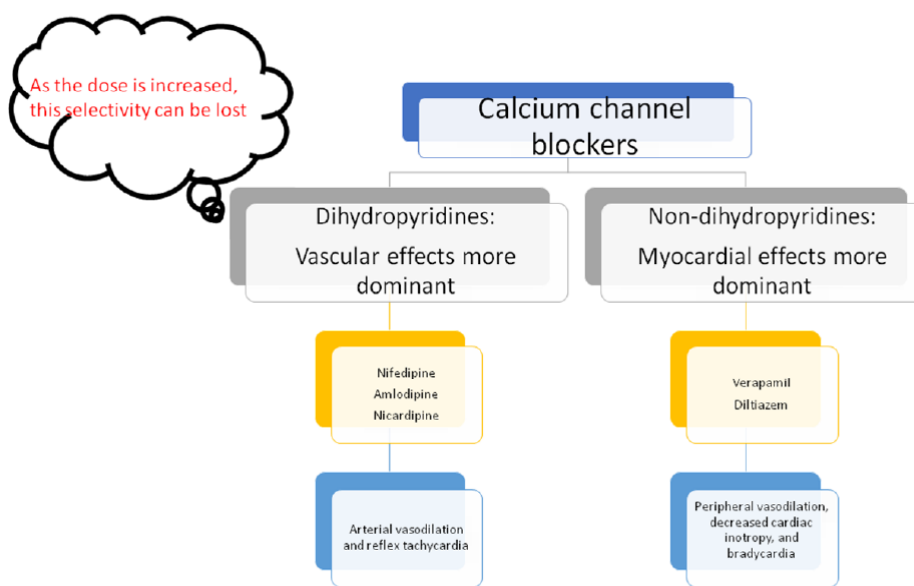 As the dose is increased,
this selectivity can be lost
Calcium channel
blockers
Dihydropyridines:
Vascular effects more
dominant
Non-dihydropyridines:
Myocardial effects more
dominant
Nifedipine
Amlodipine
Nicardipine
Verapamil
Diltiazem
Arterial vasodilation
and reflex tachycardia
Peripheral vasodilation,
decreased cardiac
inotropy, and
bradycardia